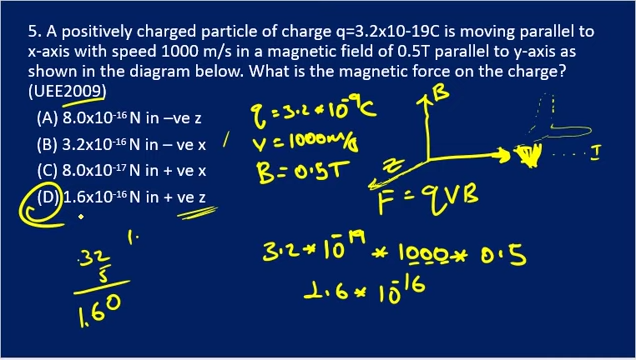 5. A positively charged particle of charge q=3.2x10-19C is moving parallel to
x-axis with speed 1000 m/s in a magnetic field of 0.5T parallel to y-axis as
shown in the diagram below. What is the magnetic force on the charge?
(UEE2009)
(A) 8.0x10⁻¹⁶ N in –ve z
(B) 3.2x10⁻¹⁶ N in – ve x
(C) 8.0x10⁻¹⁷ N in + ve x
(D) 1.6x10⁻¹⁶ N in + ve z
q = 3.2 * 10⁻¹⁹ C
V = 1000m/s
B = 0.5T
B
Z
I
F = qVB
3.2 * 10⁻¹⁹ * 1000 * 0.5
1.6 * 10⁻¹⁶
1.
32
5
1.60